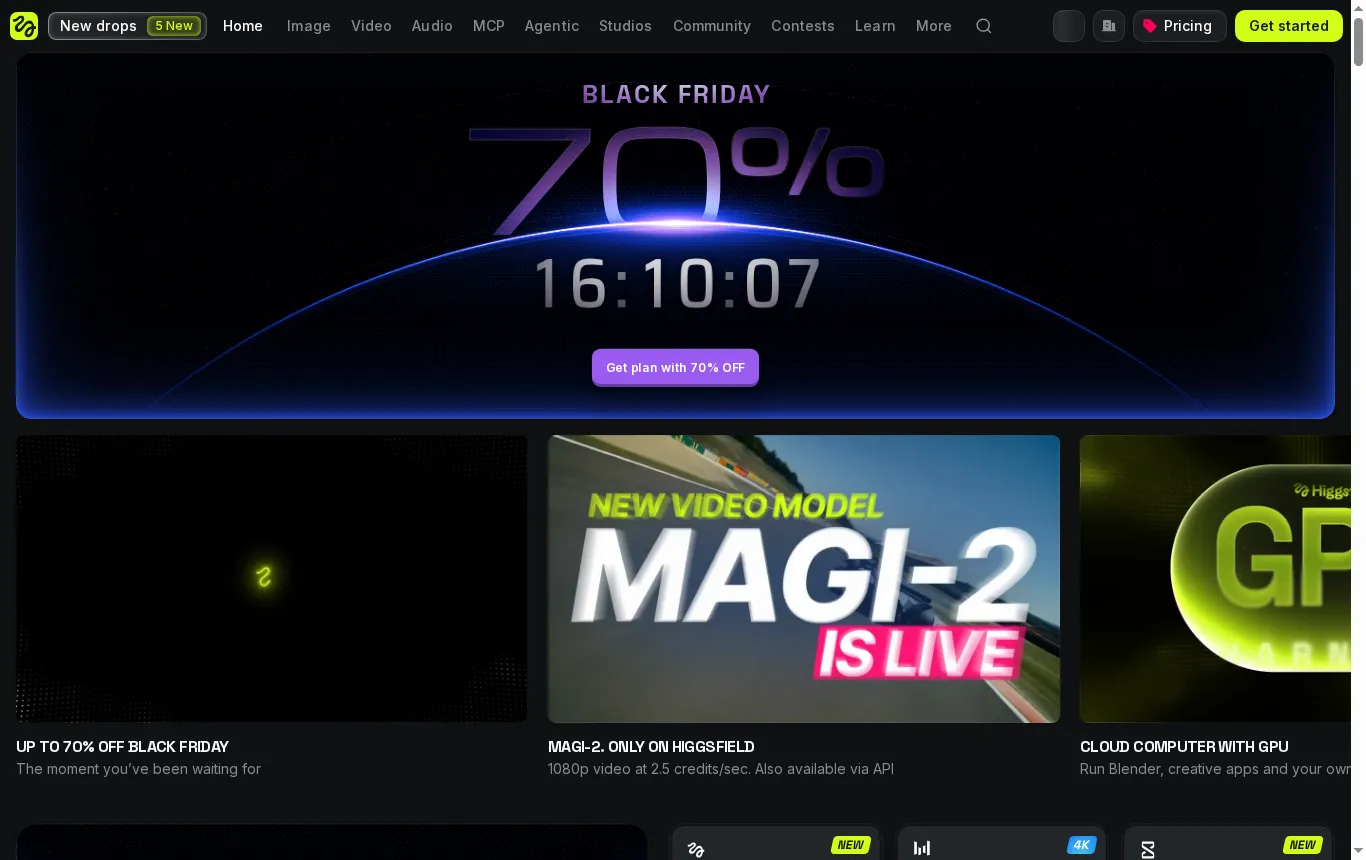 New drops 5 New Home Image Video Audio MCP Agentic Studios Community Contests Learn More Pricing Get started
BLACK FRIDAY
70%
16:10:07
Get plan with 70% OFF
NEW VIDEO MODEL
MAGI-2
IS LIVE
Higgs
GP
ARN
UP TO 70% OFF BLACK FRIDAY
The moment you've been waiting for
MAGI-2. ONLY ON HIGGSFIELD
1080p video at 2.5 credits/sec. Also available via API
CLOUD COMPUTER WITH GPU
Run Blender, creative apps and your own
NEW
4K
NEW